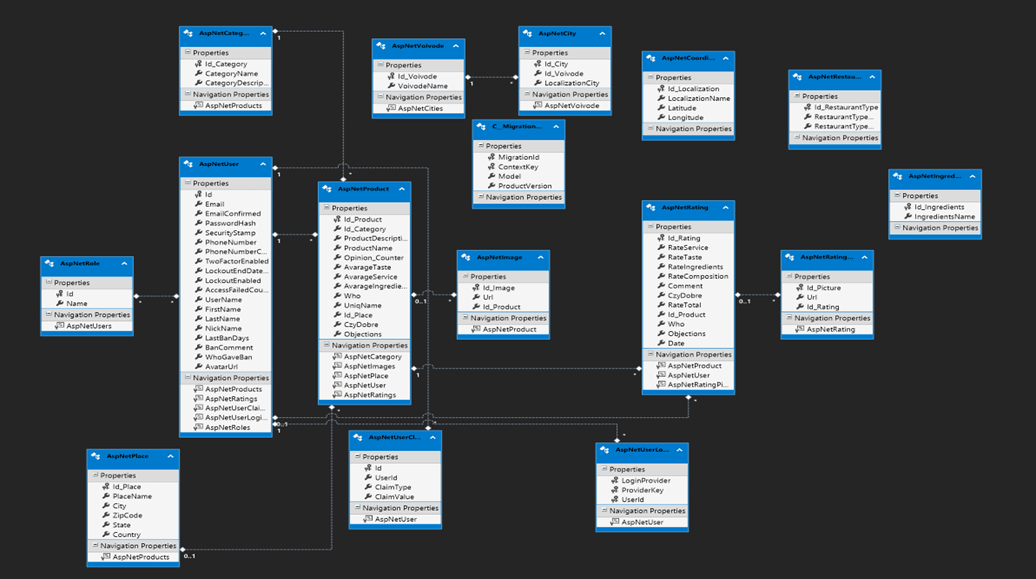 AspNetCateg...
Properties
Id_Category
CategoryName
CategoryDescrip...
Navigation Properties
AspNetProducts
1
AspNetVoivode
Properties
Id_Voivode
VoivodeName
Navigation Properties
AspNetCities
1
*
AspNetCity
Properties
Id_City
Id_Voivode
LocalizationCity
Navigation Properties
AspNetVoivode
AspNetCoordi...
Properties
Id_Localization
LocalizationName
Latitude
Longitude
Navigation Properties
AspNetRestau...
Properties
Id_RestaurantType
RestaurantType...
RestaurantType...
Navigation Properties
C__Migration...
Properties
MigrationId
ContextKey
Model
ProductVersion
Navigation Properties
AspNetIngred...
Properties
Id_Ingredients
IngredientsName
Navigation Properties
AspNetUser
Properties
Id
Email
EmailConfirmed
PasswordHash
SecurityStamp
PhoneNumber
PhoneNumberC...
TwoFactorEnabled
LockoutEndDate...
LockoutEnabled
AccessFailedCou...
UserName
FirstName
LastName
NickName
LastBanDays
BanComment
WhoGaveBan
AvatarUrl
Navigation Properties
AspNetProducts
AspNetRatings
AspNetUserClai...
AspNetUserLogi...
AspNetRoles
1
1
*
0..1
1
AspNetProduct
Properties
Id_Product
Id_Category
ProductDescripti...
ProductName
Opinion_Counter
AvarageTaste
AvarageService
AvarageIngredie...
Who
UniqName
Id_Place
CzyDobre
Objections
Navigation Properties
AspNetCategory
AspNetImages
AspNetPlace
AspNetUser
AspNetRatings
*
0..1
*
1
*
*
AspNetRating
Properties
Id_Rating
RateService
RateTaste
RateIngredients
RateComposition
Comment
CzyDobre
RateTotal
Id_Product
Who
Objections
Date
Navigation Properties
AspNetProduct
AspNetUser
AspNetRatingPi...
0..1
*
*
AspNetImage
Properties
Id_Image
Url
Id_Product
Navigation Properties
AspNetProduct
AspNetRating...
Properties
Id_Picture
Url
Id_Rating
Navigation Properties
AspNetRating
AspNetRole
Properties
Id
Name
Navigation Properties
AspNetUsers
*
*
AspNetUserCl...
Properties
Id
UserId
ClaimType
ClaimValue
Navigation Properties
AspNetUser
*
AspNetUserLo...
Properties
LoginProvider
ProviderKey
UserId
Navigation Properties
AspNetUser
*
AspNetPlace
Properties
Id_Place
PlaceName
City
ZipCode
State
Country
Navigation Properties
AspNetProducts
0..1